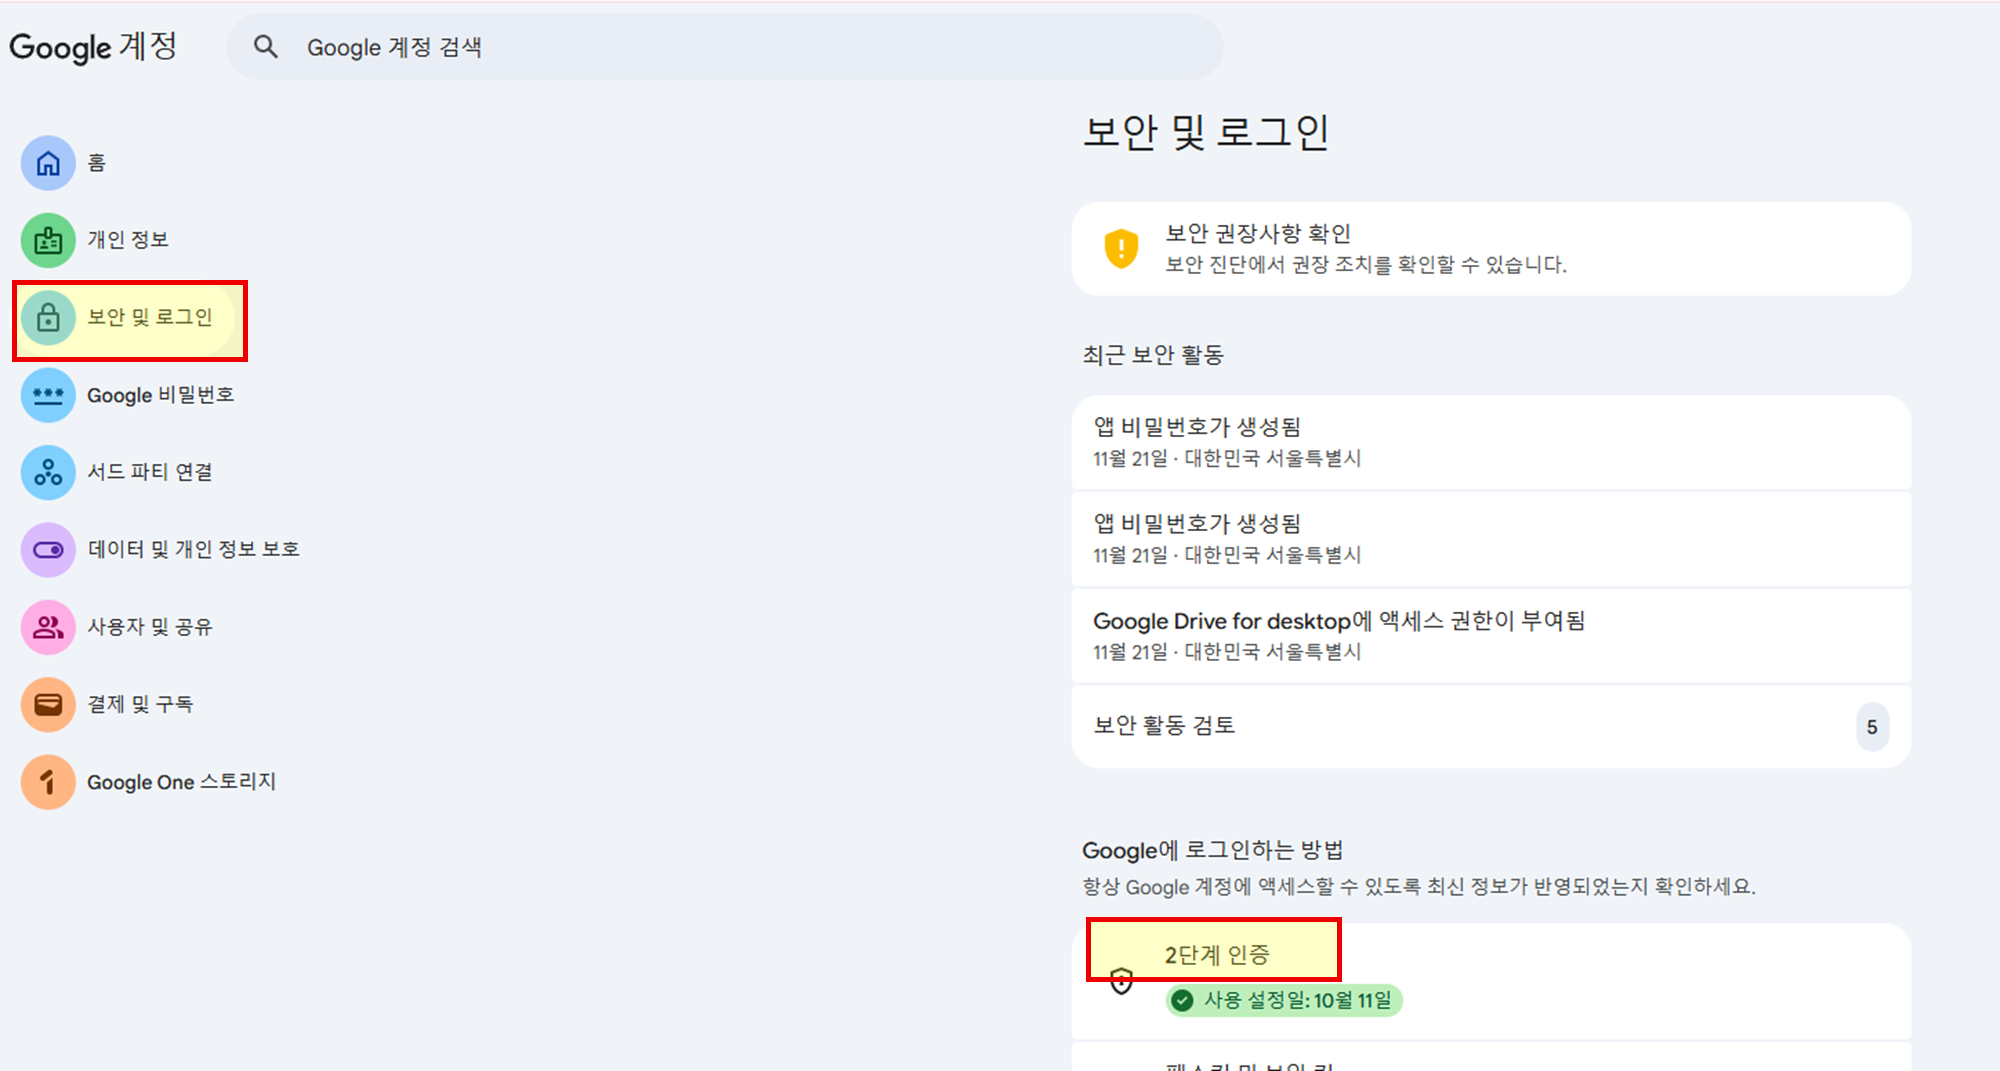 Google 계정
Google 계정 검색
홈
개인 정보
보안 및 로그인
Google 비밀번호
서드 파티 연결
데이터 및 개인 정보 보호
사용자 및 공유
결제 및 구독
Google One 스토리지
보안 및 로그인
보안 권장사항 확인
보안 진단에서 권장 조치를 확인할 수 있습니다.
최근 보안 활동
앱 비밀번호가 생성됨
11월 21일 · 대한민국 서울특별시
앱 비밀번호가 생성됨
11월 21일 · 대한민국 서울특별시
Google Drive for desktop에 액세스 권한이 부여됨
11월 21일 · 대한민국 서울특별시
보안 활동 검토
5
Google에 로그인하는 방법
항상 Google 계정에 액세스할 수 있도록 최신 정보가 반영되었는지 확인하세요.
2단계 인증
사용 설정일: 10월 11일